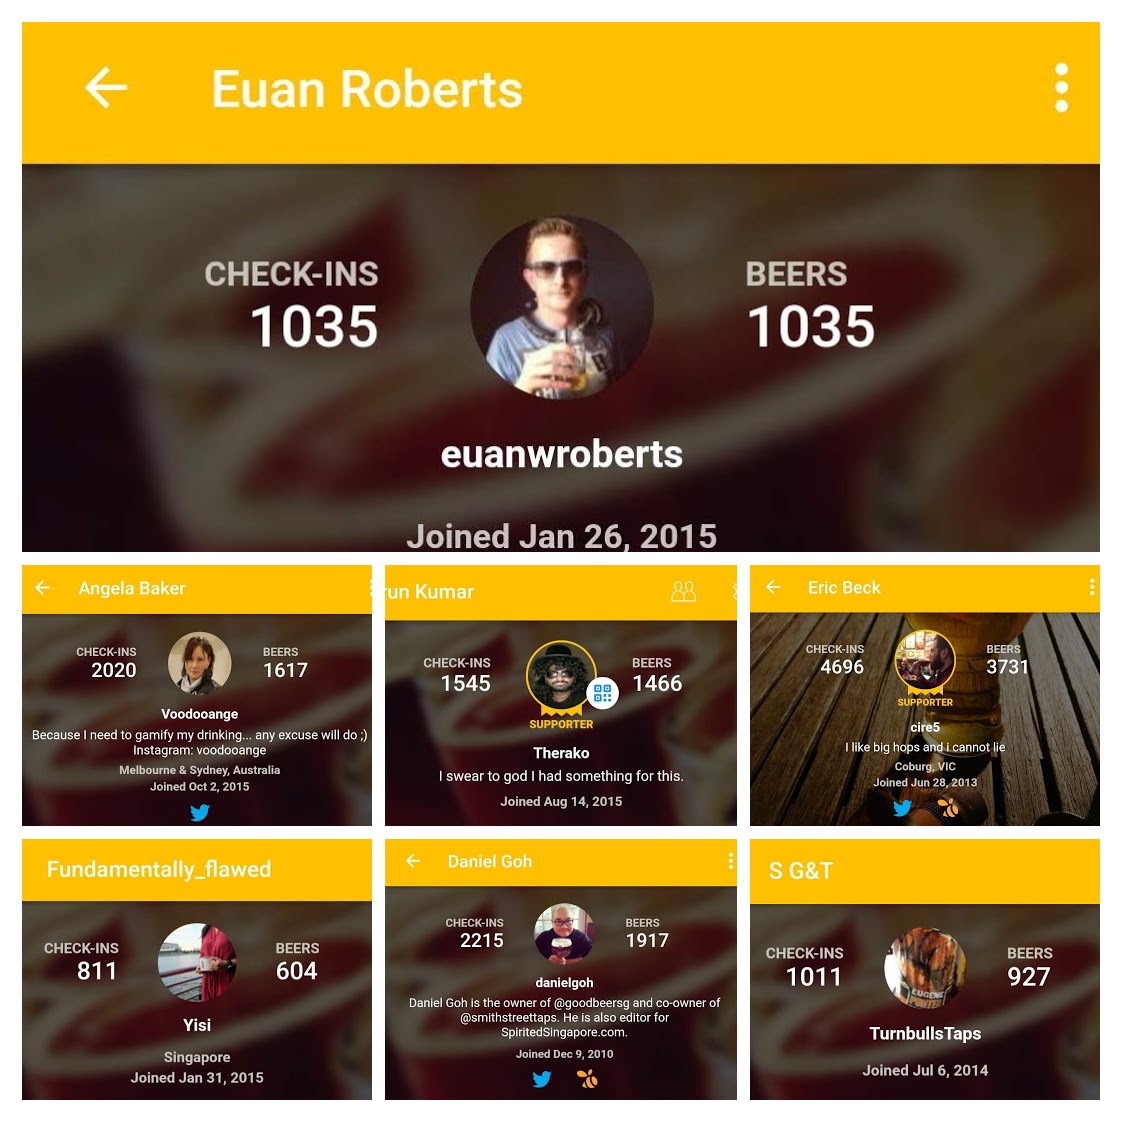 Euan Roberts
CHECK-INS
1035
BEERS
1035
euanwroberts
Joined Jan 26, 2015
Angela Baker
CHECK-INS
2020
BEERS
1617
Voodooange
Because I need to gamify my drinking... any excuse will do ;)
Instagram: voodooange
Melbourne & Sydney, Australia
Joined Oct 2, 2015
run Kumar
CHECK-INS
1545
BEERS
1466
SUPPORTER
Therako
I swear to god I had something for this.
Joined Aug 14, 2015
Eric Beck
CHECK-INS
4696
BEERS
3731
SUPPORTER
cire5
I like big hops and i cannot lie
Coburg, VIC
Joined Jun 28, 2013
Fundamentally_flawed
CHECK-INS
811
BEERS
604
Yisi
Singapore
Joined Jan 31, 2015
Daniel Goh
CHECK-INS
2215
BEERS
1917
danielgoh
Daniel Goh is the owner of @goodbeersg and co-owner of
@smithstreettaps. He is also editor for
SpiritedSingapore.com.
Joined Dec 9, 2010
S G&T
CHECK-INS
1011
BEERS
927
EUGENE
TurnbullsTaps
Joined Jul 6, 2014